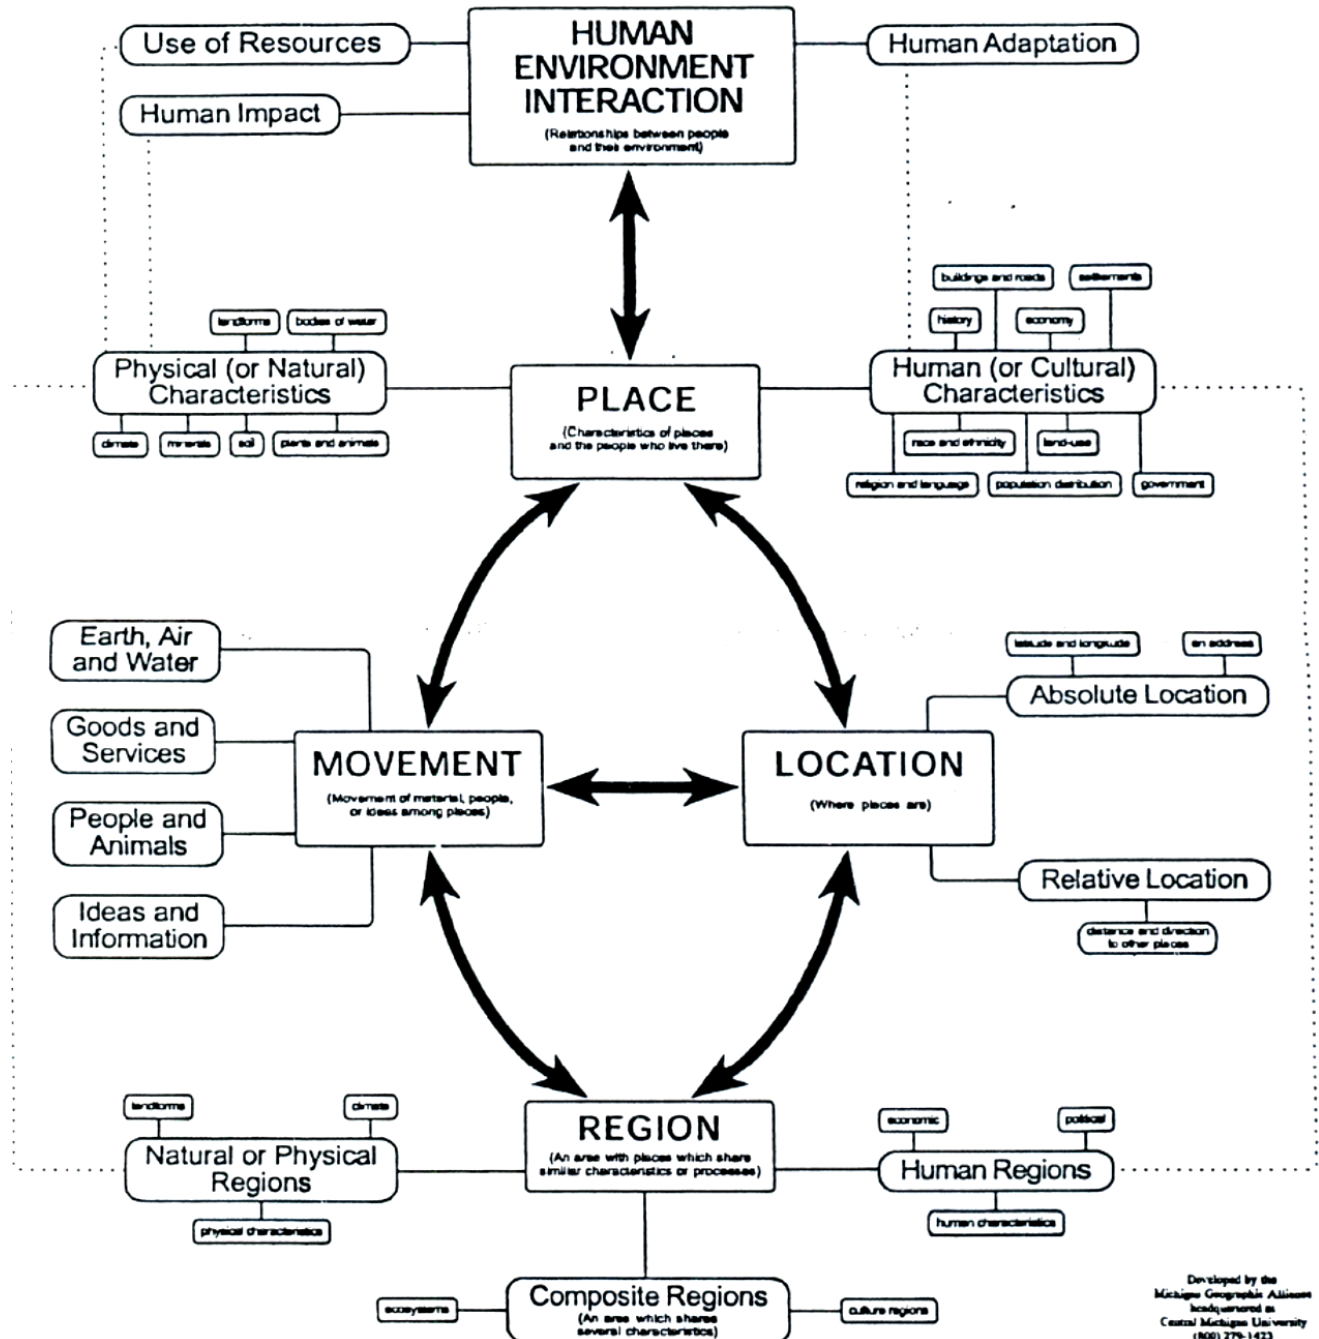 Use of Resources
HUMAN
ENVIRONMENT
INTERACTION
(Relationships between people
and their environment)
Human Adaptation
Human Impact
buildings and roads
settlements
landforms
bodies of water
history
economy
Physical (or Natural)
Characteristics
PLACE
(Characteristics of places
and the people who live there)
Human (or Cultural)
Characteristics
climate
minerals
soil
plants and animals
race and ethnicity
land-use
religion and language
population distribution
government
Earth, Air
and Water
latitude and longitude
an address
Absolute Location
Goods and
Services
MOVEMENT
(Movement of material, people,
or ideas among places)
LOCATION
(Where places are)
People and
Animals
Relative Location
distance and direction
to other places
Ideas and
Information
landforms
climate
economic
political
Natural or Physical
Regions
REGION
(An area with places which share
similar characteristics or processes)
Human Regions
physical characteristics
human characteristics
ecosystems
Composite Regions
(An area which shares
several characteristics)
culture regions
Developed by the
Michigan Geographic Alliance
headquartered at
Central Michigan University
(800) 279-1423